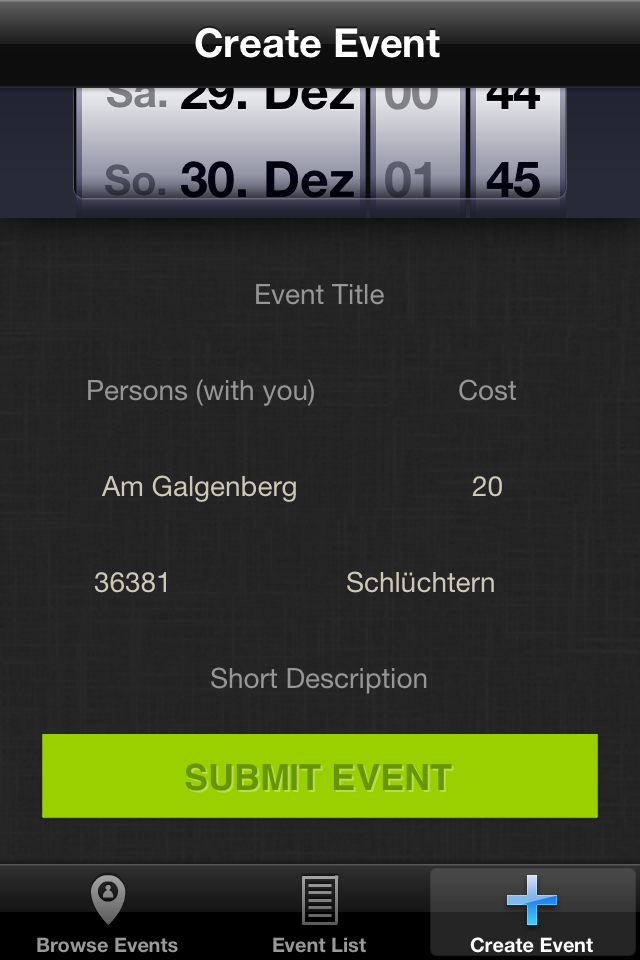 Create Event
Sa. 29. Dez 00 44
So. 30. Dez 01 45
Event Title
Persons (with you) Cost
Am Galgenberg 20
36381 Schlüchtern
Short Description
SUBMIT EVENT
Browse Events Event List Create Event